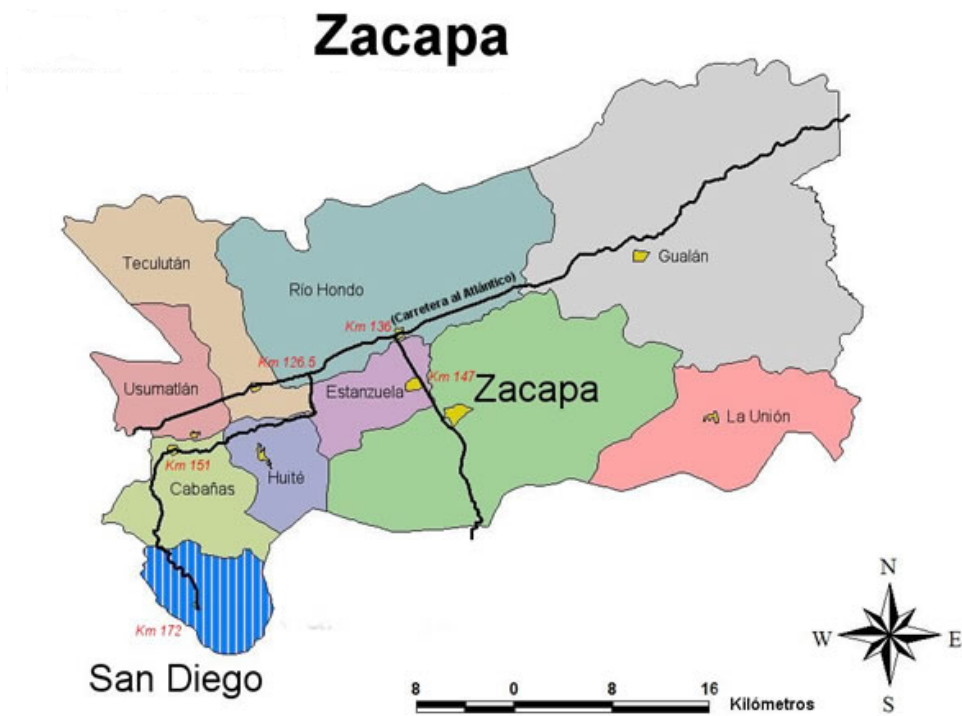 Zacapa
Teculután
Gualán
Río Hondo
(Carretera al Atlántico)
Km 136
Km 126.5
Usumatlán
Estanzuela
Km 147
Zacapa
La Unión
Km 151
Huité
Cabañas
Km 172
San Diego
N
W
E
S
8 0 8 16
Kilómetros